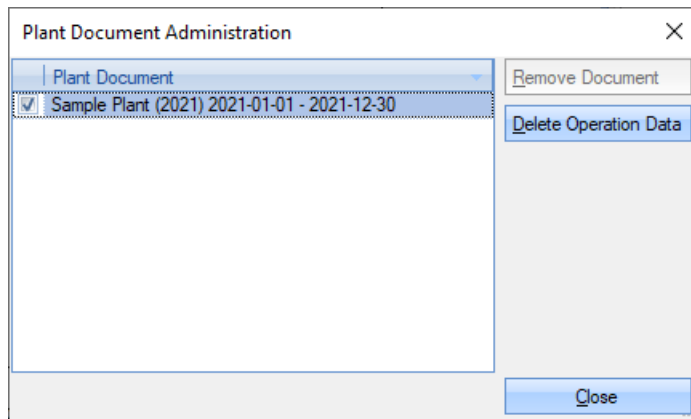 Plant Document Administration
Plant Document
Remove Document
Sample Plant (2021) 2021-01-01 - 2021-12-30
Delete Operation Data
Close